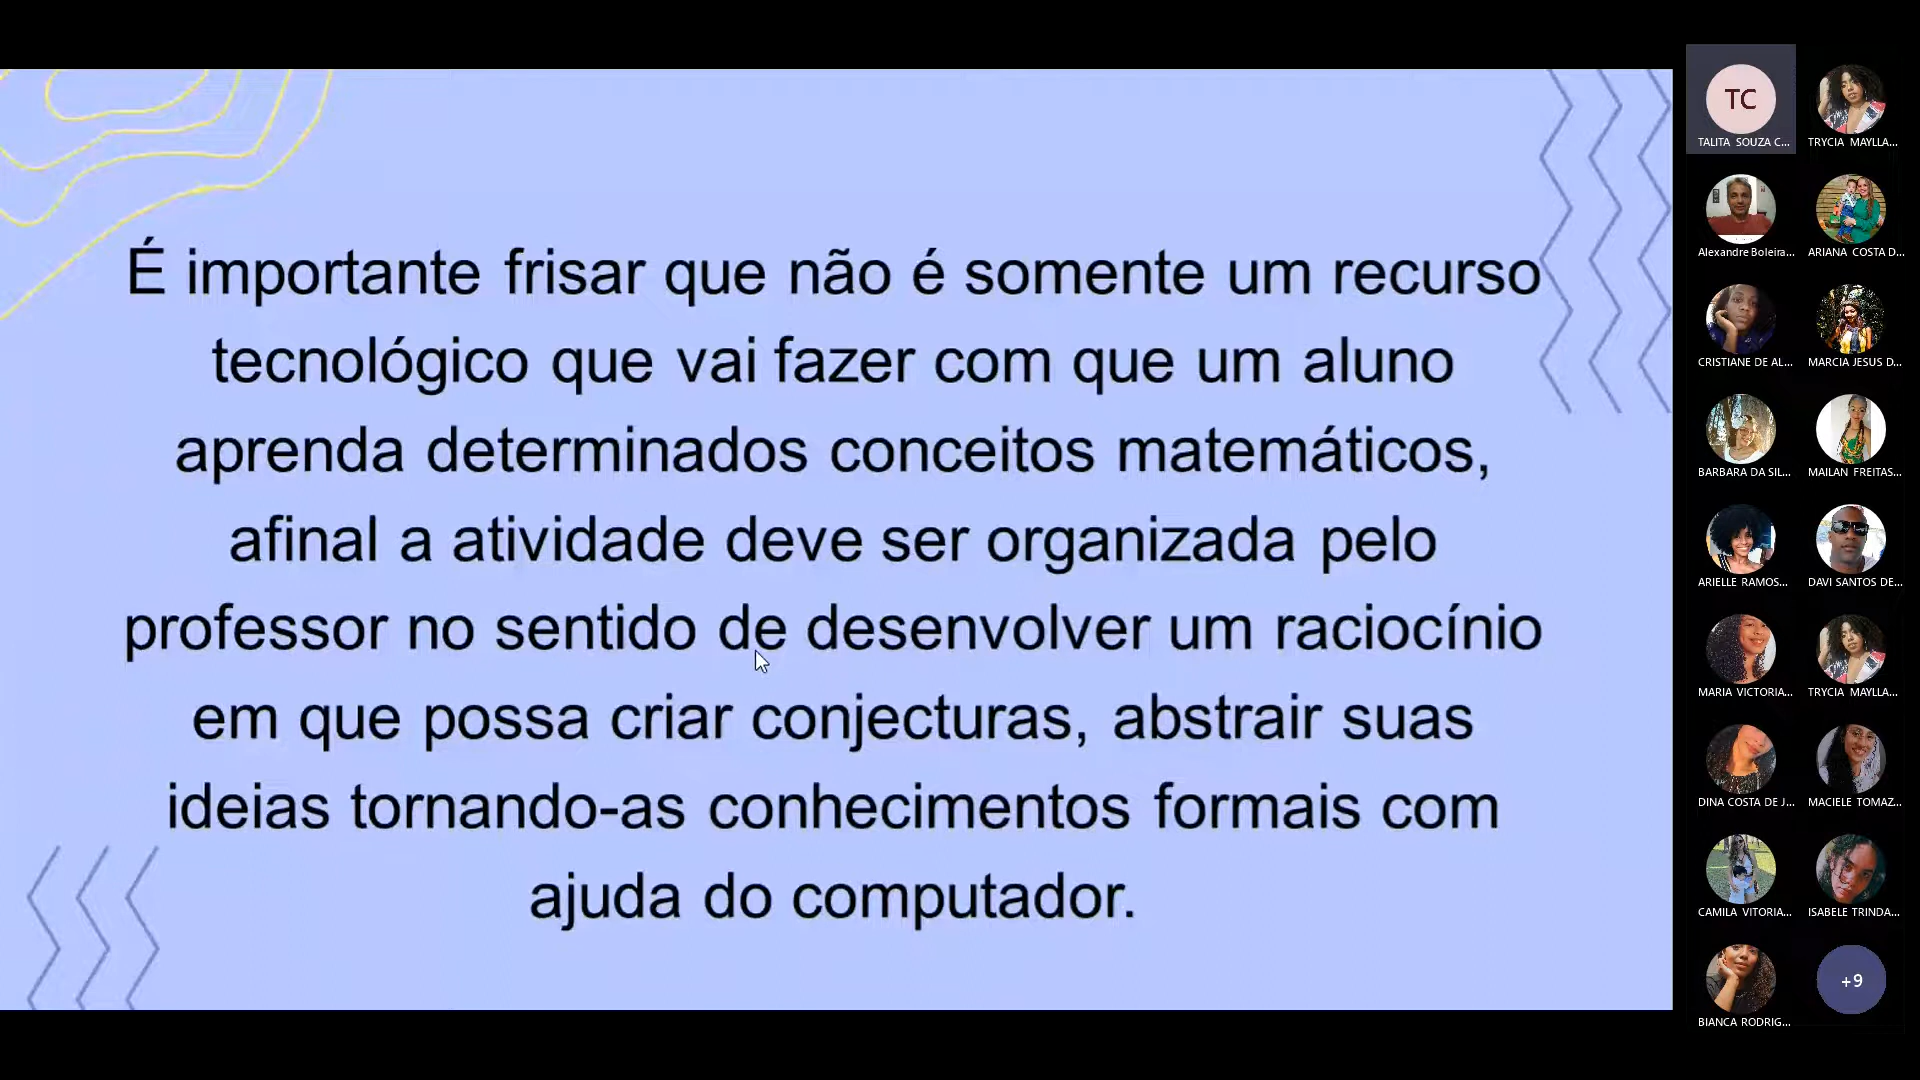 É importante frisar que não é somente um recurso
tecnológico que vai fazer com que um aluno
aprenda determinados conceitos matemáticos,
afinal a atividade deve ser organizada pelo
professor no sentido de desenvolver um raciocínio
em que possa criar conjecturas, abstrair suas
ideias tornando-as conhecimentos formais com
ajuda do computador.
TC
TALITA SOUZA C...
TRYCIA MAYLLA...
Alexandre Boleira...
ARIANA COSTA D...
CRISTIANE DE AL...
MARCIA JESUS D...
BARBARA DA SIL...
MAILAN FREITAS...
ARIELLE RAMOS...
DAVI SANTOS DE...
MARIA VICTORIA...
TRYCIA MAYLLA...
DINA COSTA DE J...
MACIELE TOMAZ...
CAMILA VITORIA...
ISABELE TRINDA...
BIANCA RODRIG...
+9